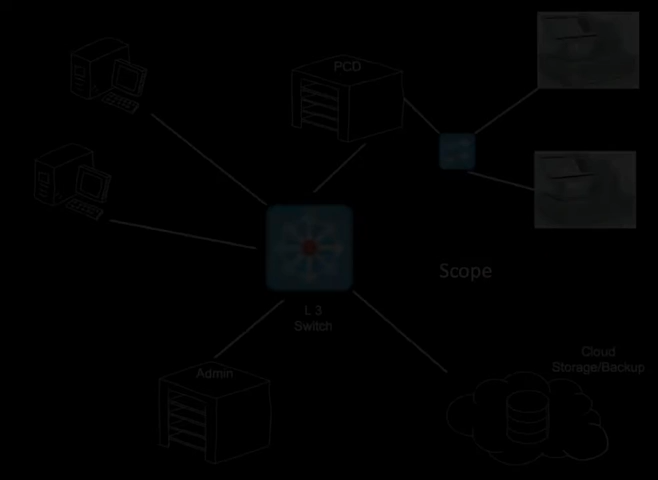 PCD
Scope
L 3
Switch
Cloud
Storage/Backup
Admin